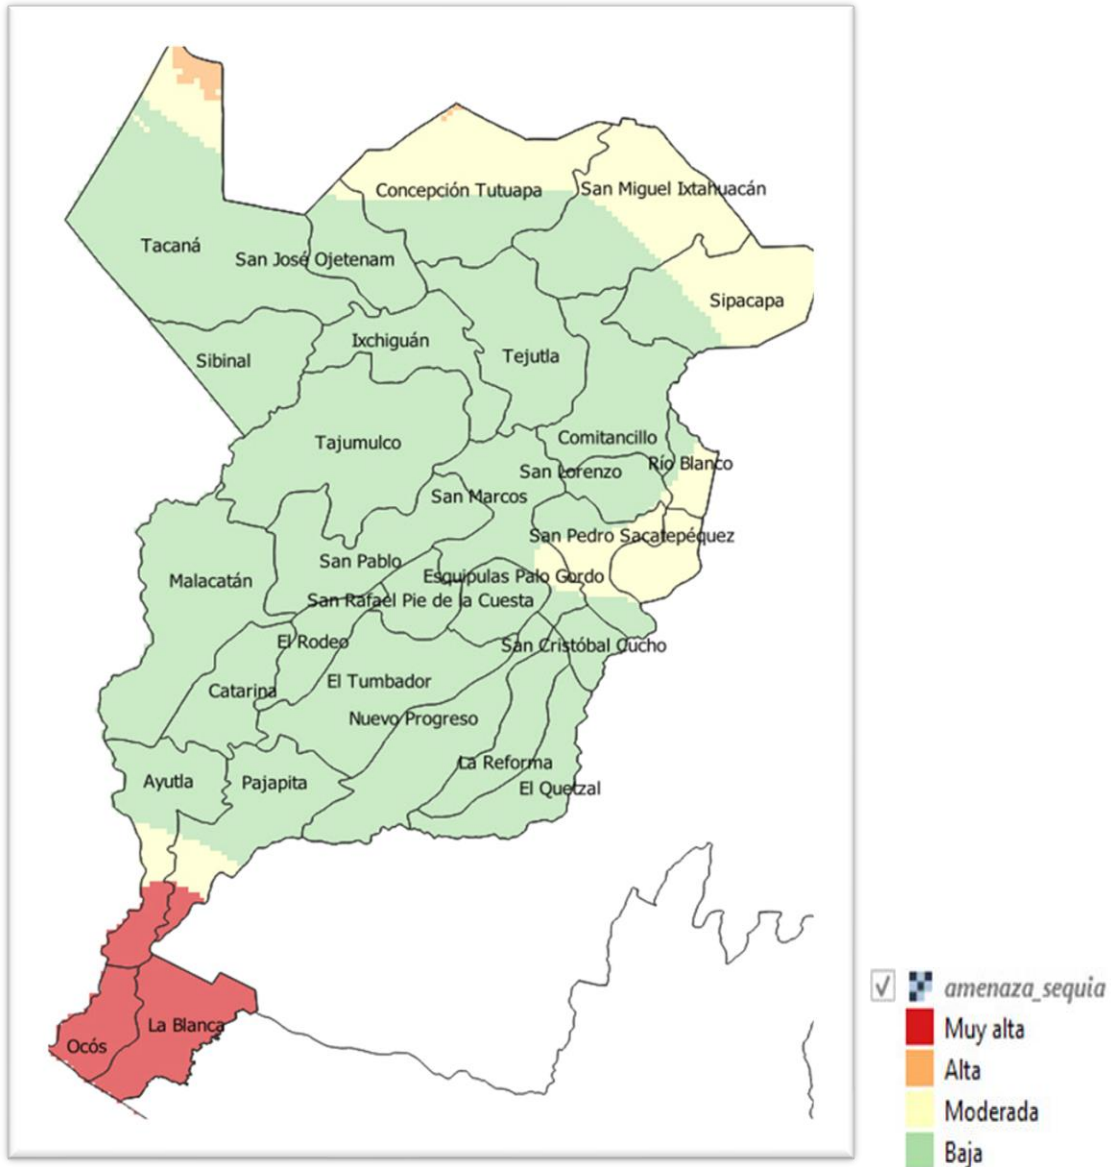 Concepción Tutuapa
San Miguel Ixtahuacán
Tacaná
San José Ojetenam
Sipacapa
Ixchiguán
Sibinal
Tejutla
Tajumulco
Comitancillo
Río Blanco
San Lorenzo
San Marcos
San Pedro Sacatepéquez
San Pablo
Esquipulas Palo Gordo
Malacatán
San Rafael Pie de la Cuesta
El Rodeo
San Cristóbal Cucho
El Tumbador
Catarina
Nuevo Progreso
La Reforma
Ayutla
Pajapita
El Quetzal
La Blanca
Ocós
amenaza_sequia
Muy alta
Alta
Moderada
Baja